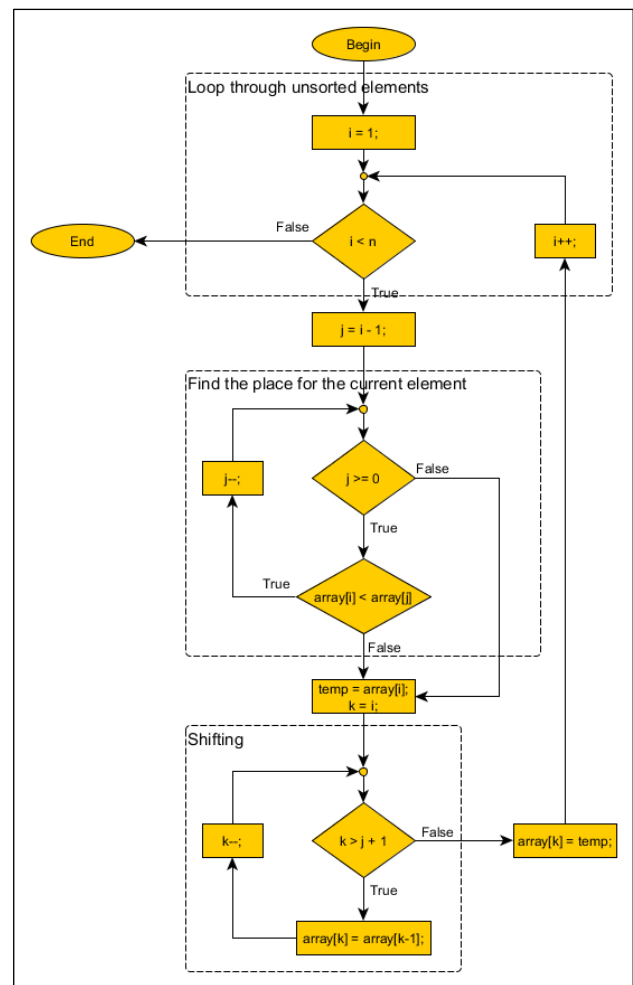 Begin
Loop through unsorted elements
i = 1;
False
End
i < n
i++;
True
j = i - 1;
Find the place for the current element
j--;
j >= 0
False
True
True
array[i] < array[j]
False
temp = array[i];
k = i;
Shifting
k--;
k > j + 1
False
array[k] = temp;
True
array[k] = array[k-1];